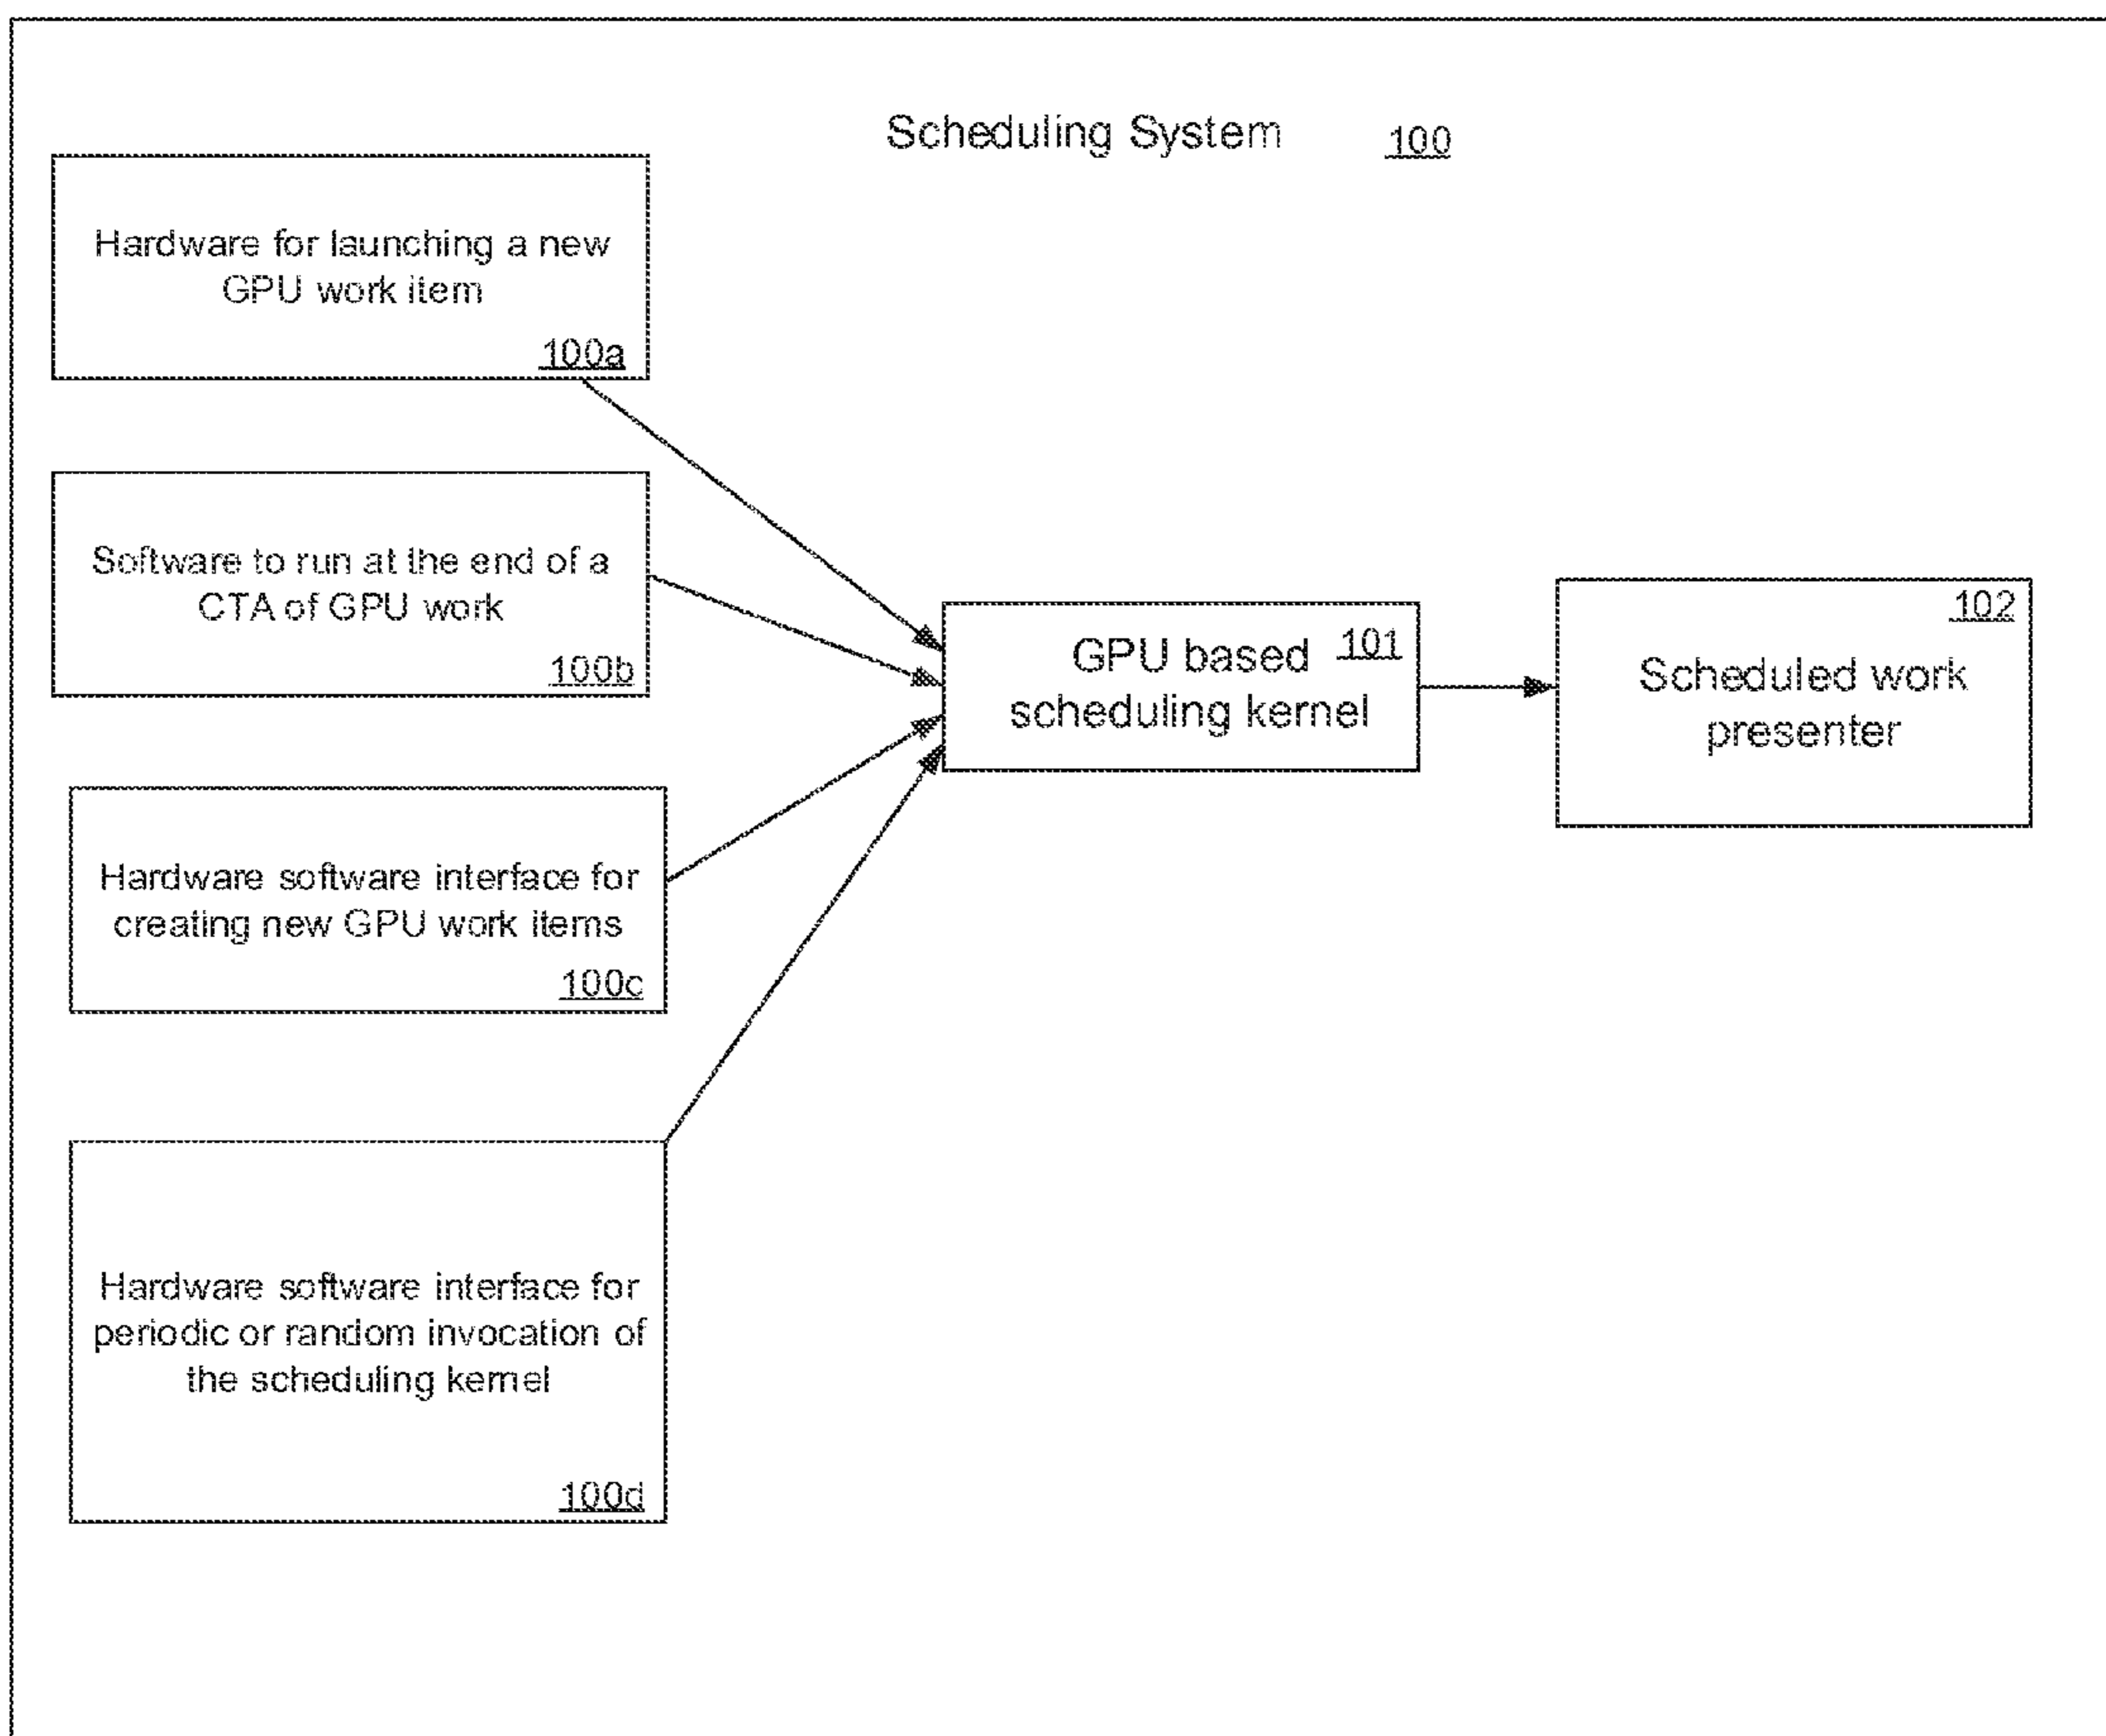 Scheduling System 100
Hardware for launching a new
GPU work item
100a
Software to run at the end of a
CTA of GPU work
100b
Hardware software interface for
creating new GPU work items
100c
Hardware software interface for
periodic or random invocation of
the scheduling kernel
100d
GPU based 101
scheduling kernel
102
Scheduled work
presenter